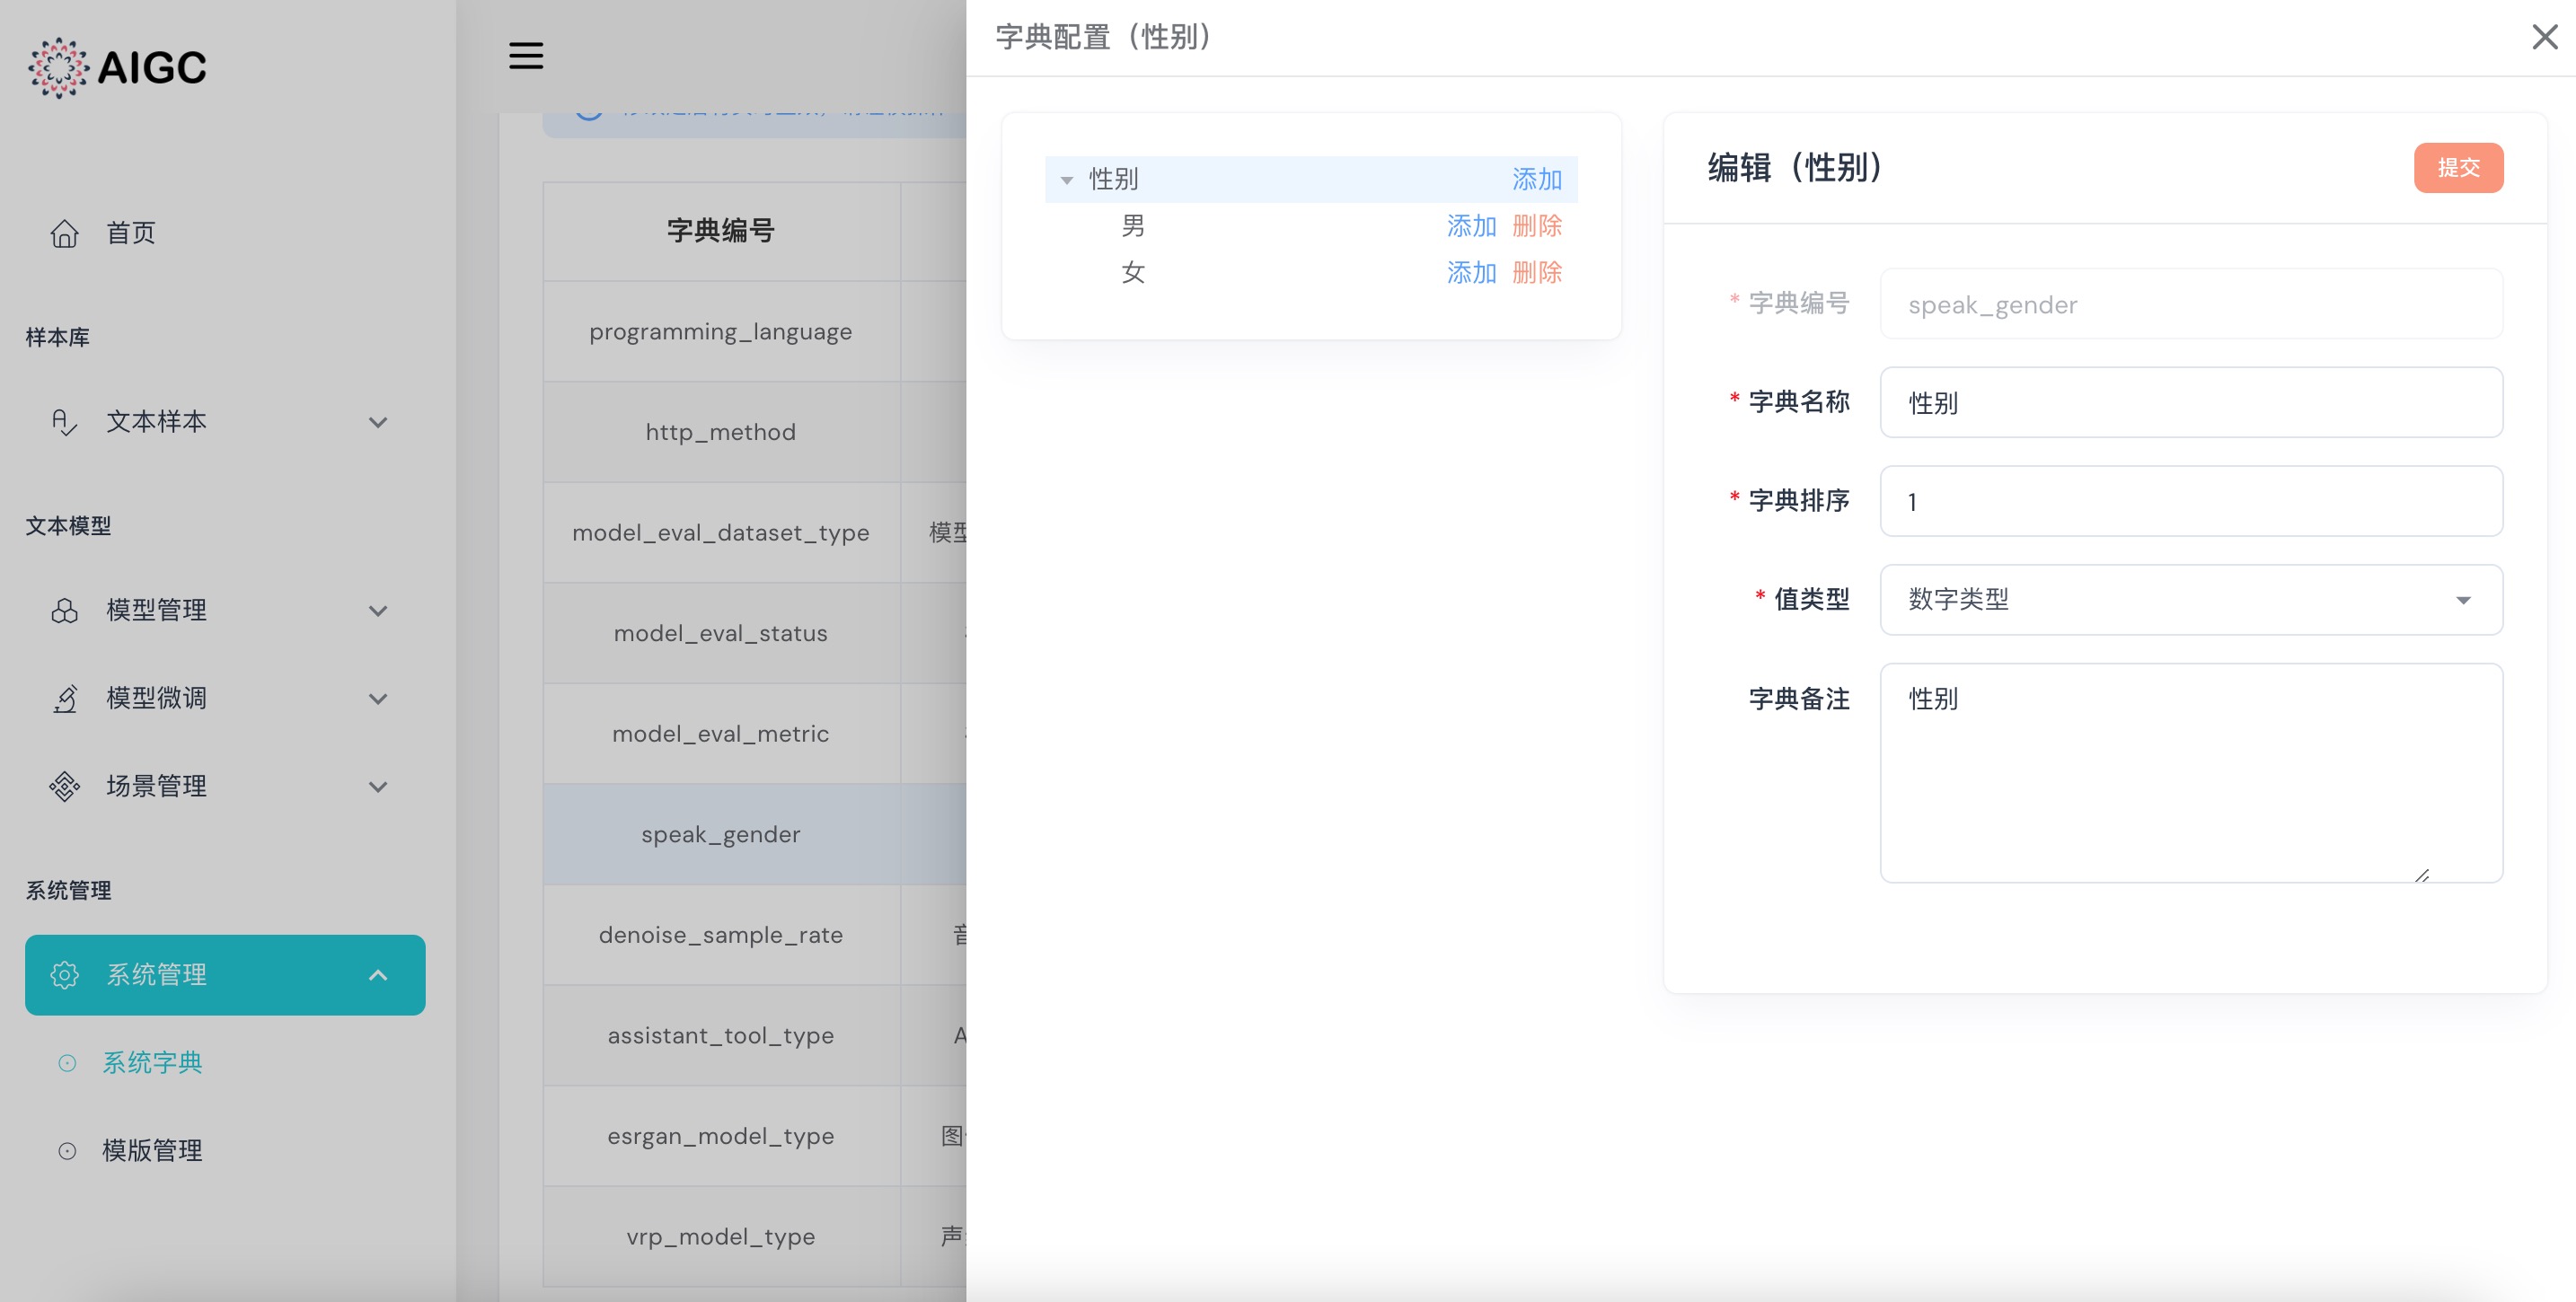 AIGC
首页
样本库
文本样本
文本模型
模型管理
模型微调
场景管理
系统管理
系统管理
系统字典
模版管理
字典编号
programming_language
http_method
model_eval_dataset_type
模型
model_eval_status
model_eval_metric
speak_gender
denoise_sample_rate
音
assistant_tool_type
A
esrgan_model_type
图
vrp_model_type
声
字典配置（性别）
性别 添加
男 添加 删除
女 添加 删除
编辑（性别） 提交
* 字典编号 speak_gender
* 字典名称 性别
* 字典排序 1
* 值类型 数字类型
字典备注 性别